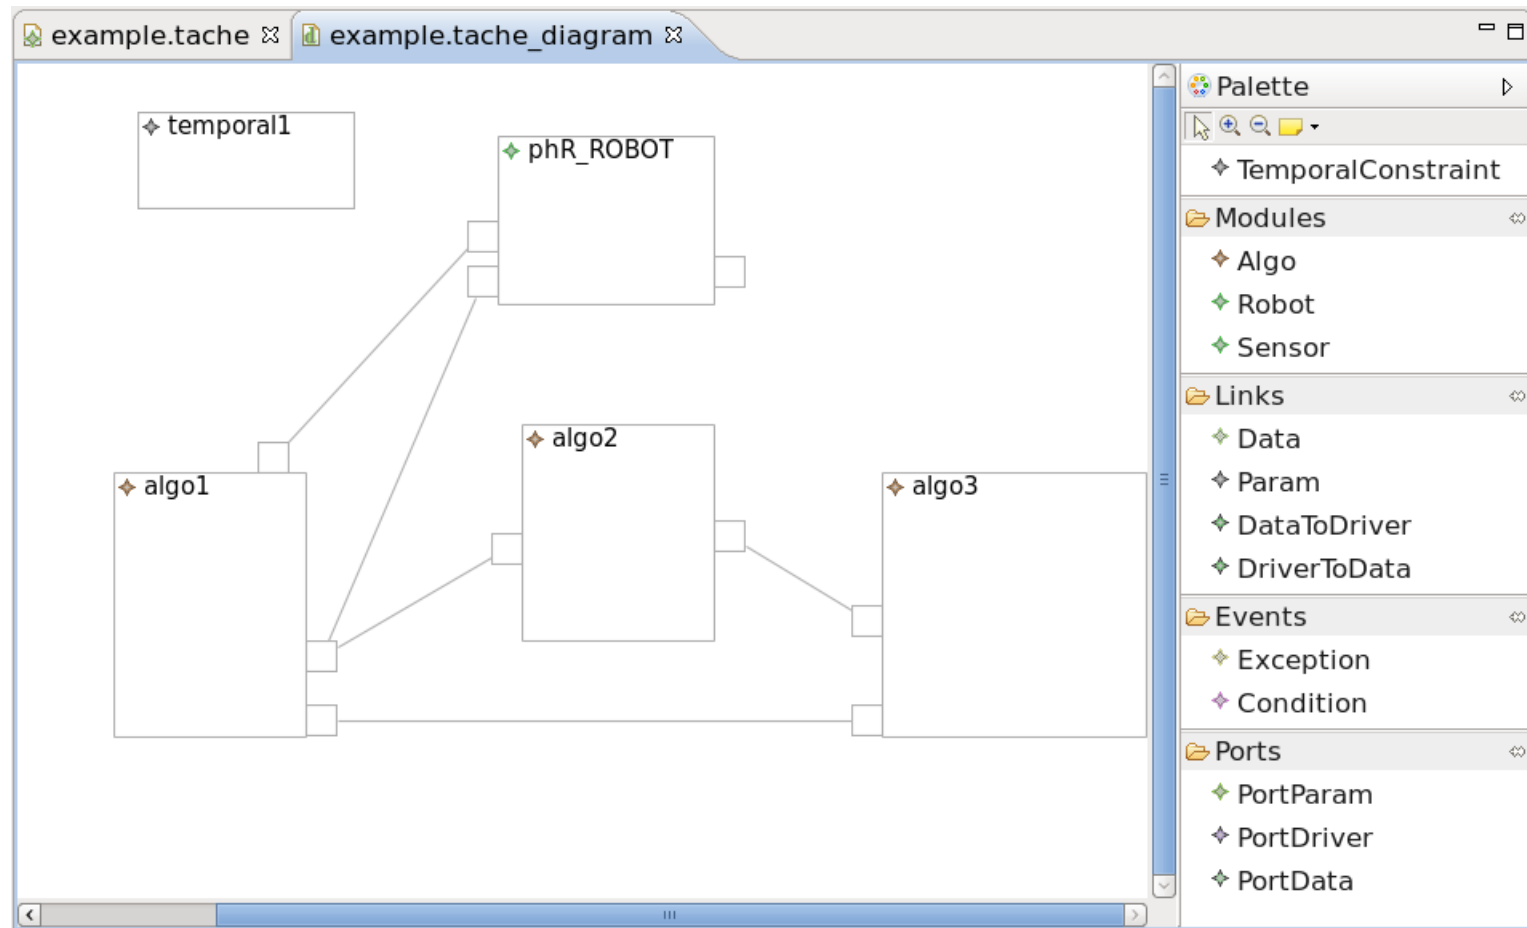 example.tache
example.tache_diagram
temporal1
phR_ROBOT
algo1
algo2
algo3
Palette
TemporalConstraint
Modules
Algo
Robot
Sensor
Links
Data
Param
DataToDriver
DriverToData
Events
Exception
Condition
Ports
PortParam
PortDriver
PortData